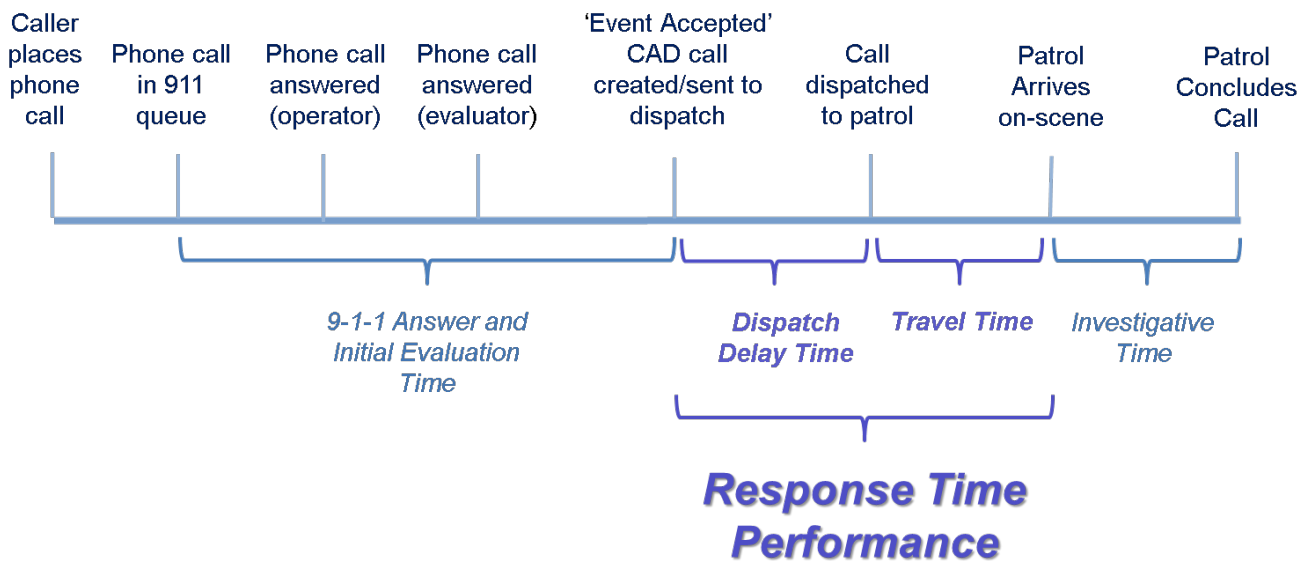 Caller
places
phone
call
Phone call
in 911
queue
Phone call
answered
(operator)
Phone call
answered
(evaluator)
‘Event Accepted’
CAD call
created/sent to
dispatch
Call
dispatched
to patrol
Patrol
Arrives
on-scene
Patrol
Concludes
Call
9-1-1 Answer and
Initial Evaluation
Time
Dispatch
Delay Time
Travel Time
Investigative
Time
Response Time
Performance